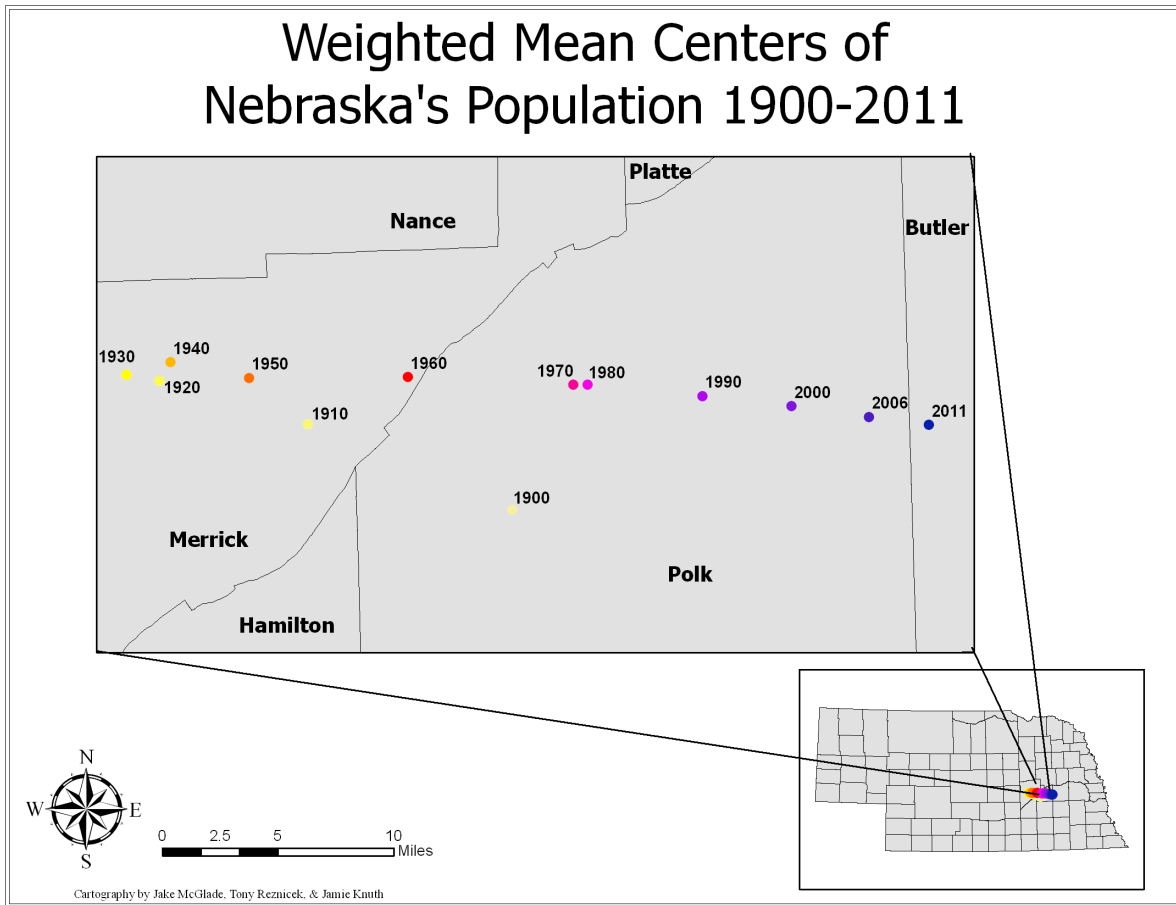 Weighted Mean Centers of
Nebraska's Population 1900-2011
Platte
Nance
Butler
1930
1940
1920
1950
1910
1960
1970
1980
1990
2000
2006
2011
1900
Merrick
Polk
Hamilton
N
W
E
S
0 2.5 5 10
Miles
Cartography by Jake McGlade, Tony Reznicek, & Jamie Knuth